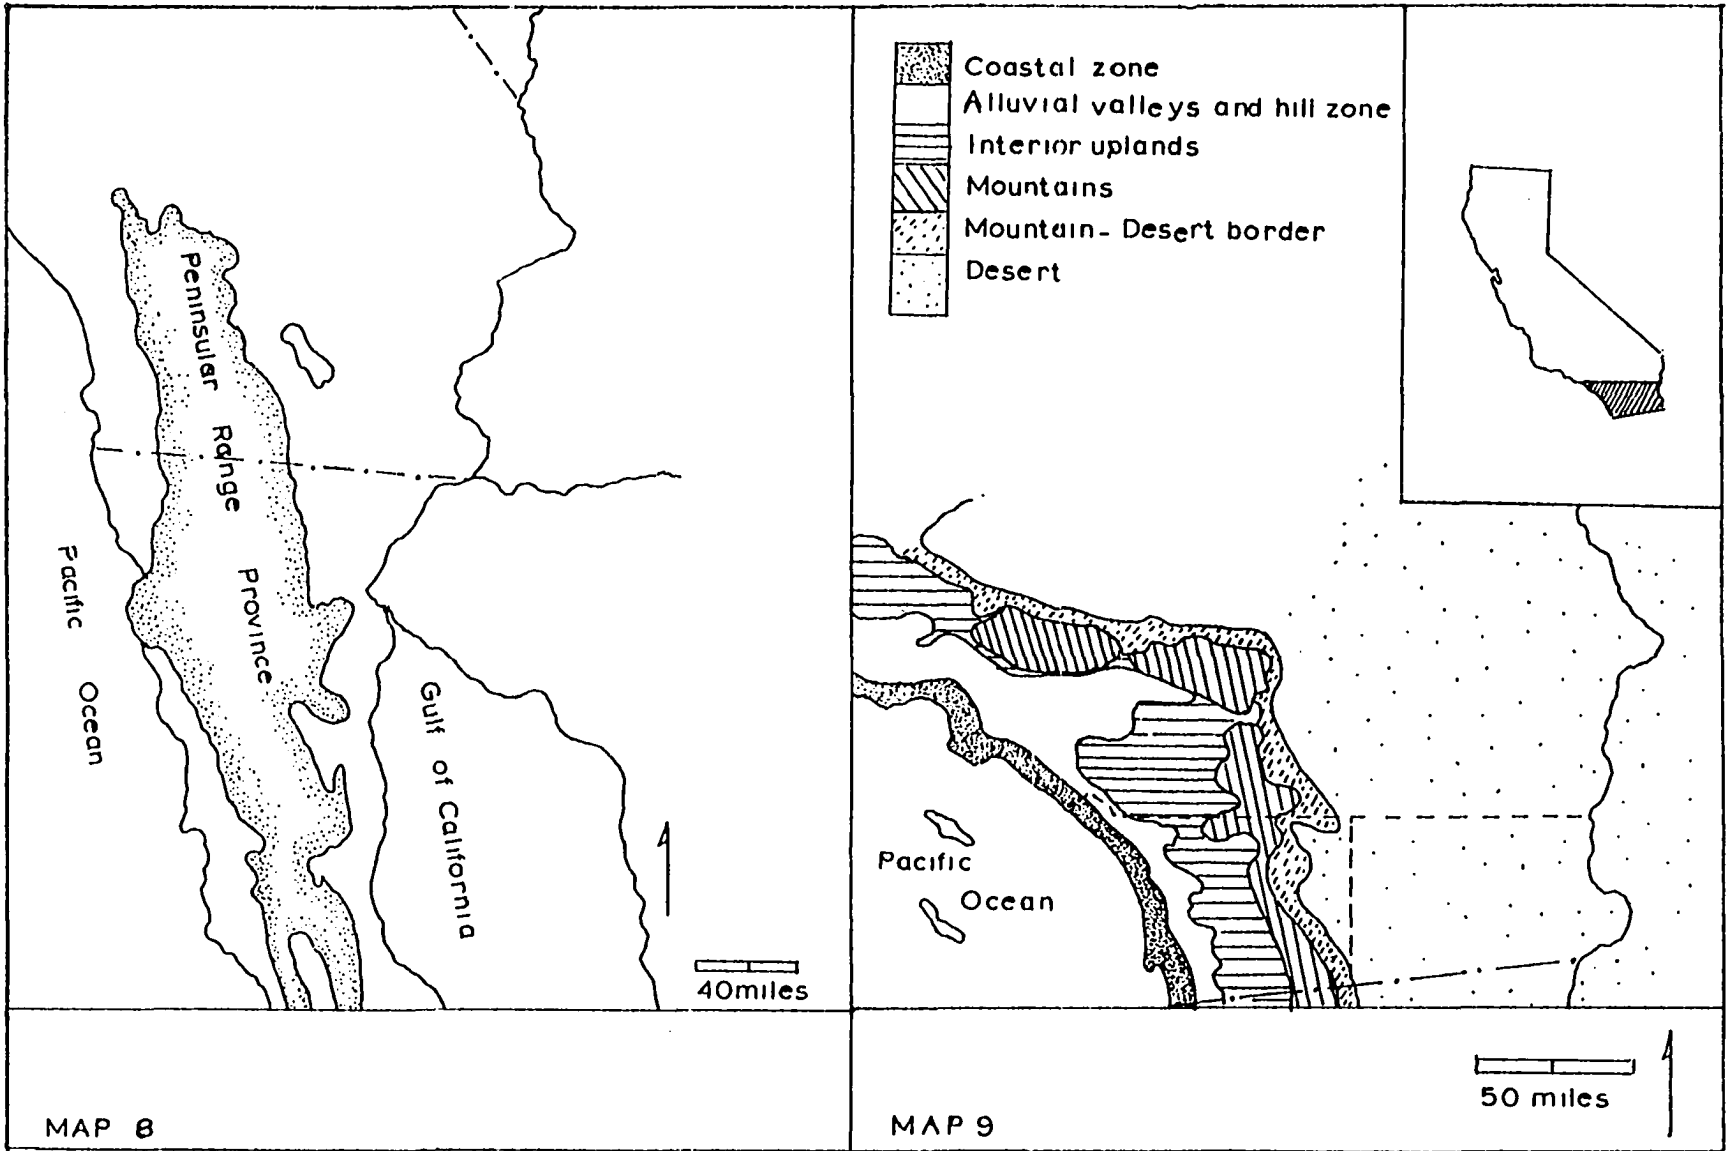 Peninsular Range Province
Pacific Ocean
Gulf of California
40miles
MAP 8
Coastal zone
Alluvial valleys and hill zone
Interior uplands
Mountains
Mountain - Desert border
Desert
Pacific
Ocean
50 miles
MAP 9